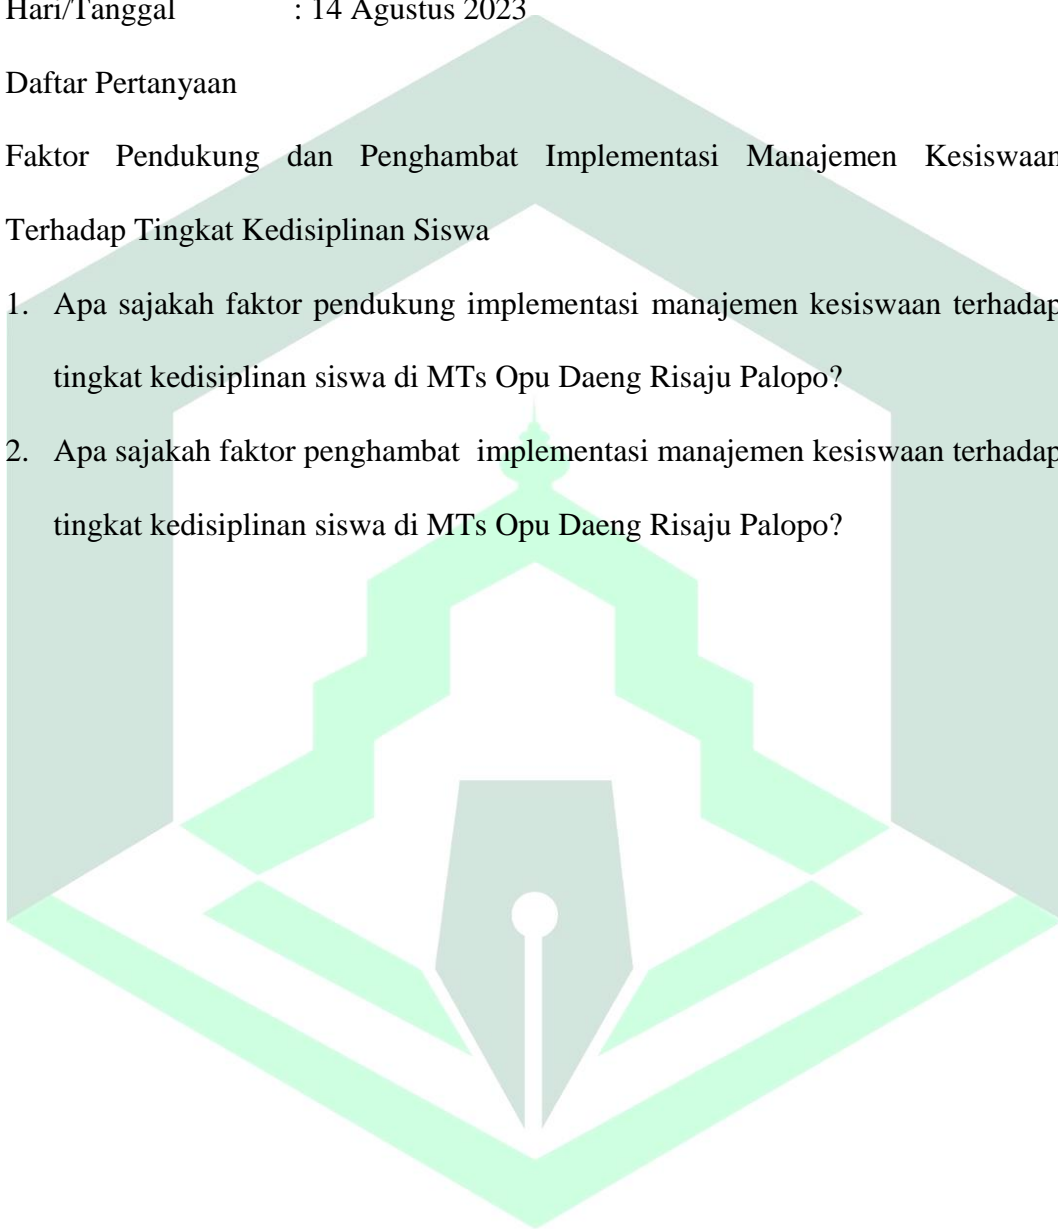 Hari/Tanggal : 14 Agustus 2023
Daftar Pertanyaan
Faktor Pendukung dan Penghambat Implementasi Manajemen Kesiswaan
Terhadap Tingkat Kedisiplinan Siswa
1. Apa sajakah faktor pendukung implementasi manajemen kesiswaan terhadap
tingkat kedisiplinan siswa di MTs Opu Daeng Risaju Palopo?
2. Apa sajakah faktor penghambat implementasi manajemen kesiswaan terhadap
tingkat kedisiplinan siswa di MTs Opu Daeng Risaju Palopo?